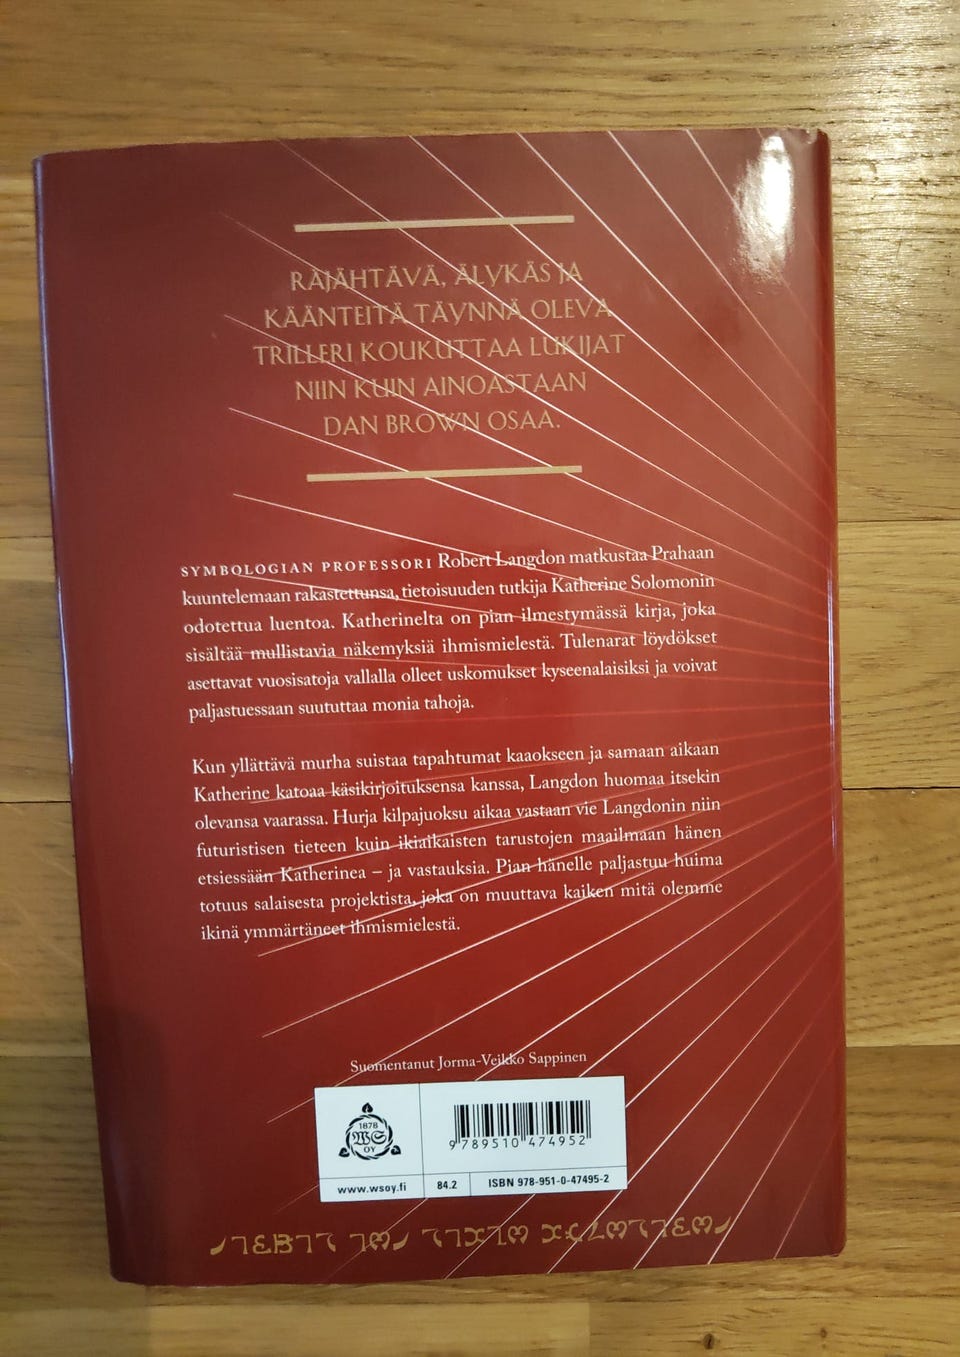 RÄJÄHTÄVÄ, ÄLYKÄS JA
KÄÄNTEITÄ TÄYNNÄ OLEVA
TRILLERI KOUKUTTAA LUKIJAT
NIIN KUIN AINOASTAAN
DAN BROWN OSAA.
SYMBOLOGIAN PROFESSORI Robert Langdon matkustaa Prahaan
kuuntelemaan rakastettunsa, tietoisuuden tutkija Katherine Solomonin
odotettua luentoa. Katherinelta on pian ilmestymässä kirja, joka
sisältää mullistavia näkemyksiä ihmismielestä. Tulenarat löydökset
asettavat vuosisatoja vallalla olleet uskomukset kyseenalaisiksi ja voivat
paljastuessaan suututtaa monia tahoja.
Kun yllättävä murha suistaa tapahtumat kaaokseen ja samaan aikaan
Katherine katoaa käsikirjoituksensa kanssa, Langdon huomaa itsekin
olevansa vaarassa. Hurja kilpajuoksu aikaa vastaan vie Langdonin niin
futuristisen tieteen kuin ikiaikaisten tarustojen maailmaan hänen
etsiessään Katherinea – ja vastauksia. Pian hänelle paljastuu huima
totuus salaisesta projektista, joka on muuttava kaiken mitä olemme
ikinä ymmärtäneet ihmismielestä.
Suomentanut Jorma-Veikko Sappinen
1878
WS
OY
9 789510 474952
www.wsoy.fi
84.2
ISBN 978-951-0-47495-2